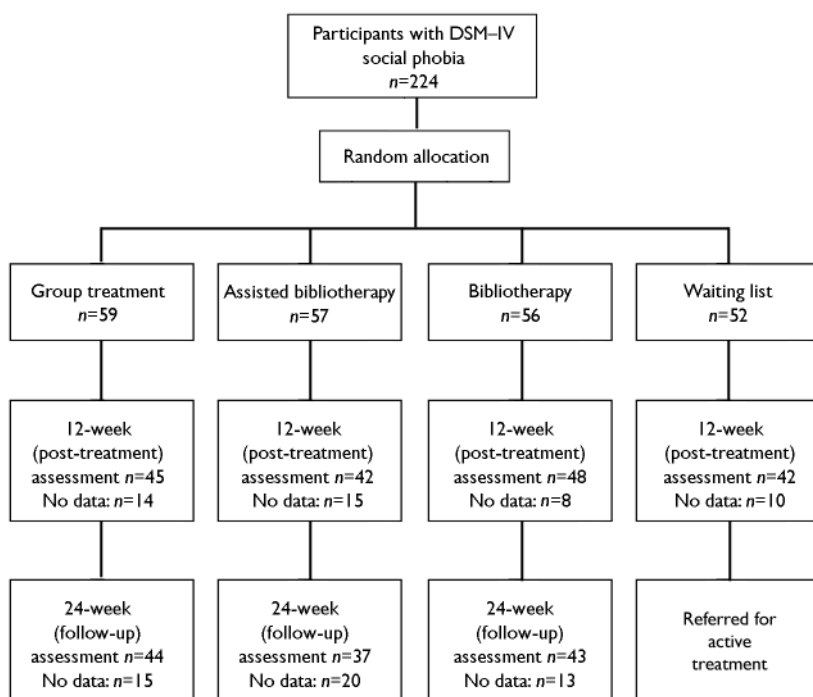 Participants with DSM–IV
social phobia
n=224
Random allocation
Group treatment
n=59
Assisted bibliotherapy
n=57
Bibliotherapy
n=56
Waiting list
n=52
12-week
(post-treatment)
assessment n=45
No data: n=14
12-week
(post-treatment)
assessment n=42
No data: n=15
12-week
(post-treatment)
assessment n=48
No data: n=8
12-week
(post-treatment)
assessment n=42
No data: n=10
24-week
(follow-up)
assessment n=44
No data: n=15
24-week
(follow-up)
assessment n=37
No data: n=20
24-week
(follow-up)
assessment n=43
No data: n=13
Referred for
active
treatment